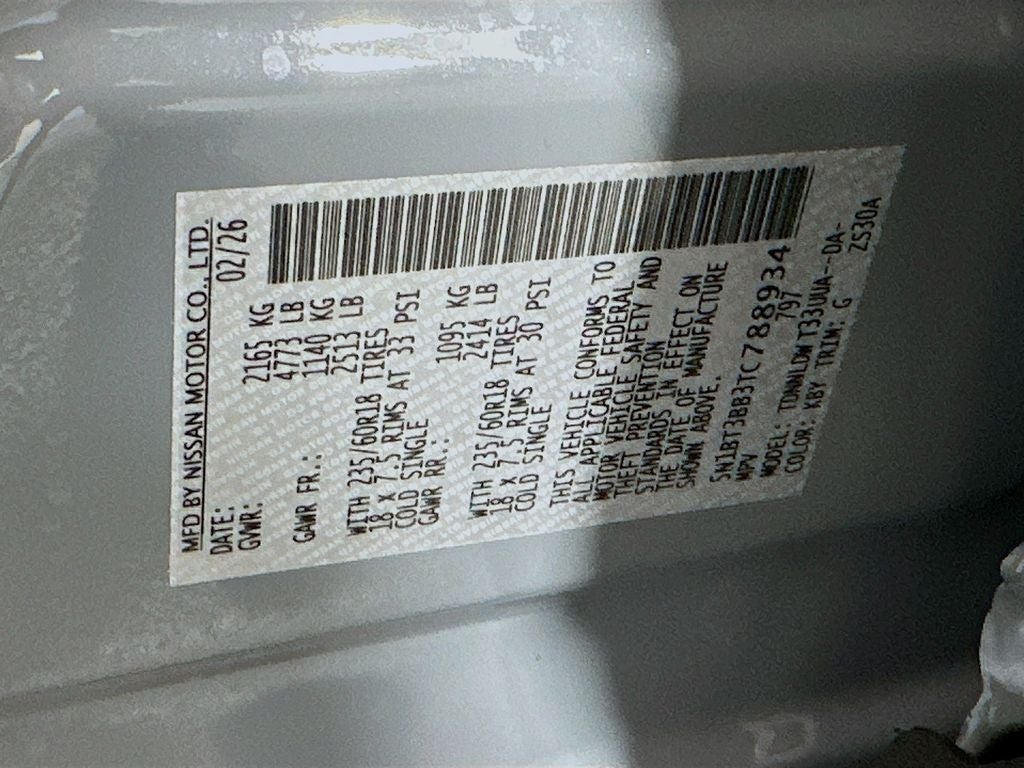 MFD BY NISSAN MOTOR CO., LTD.
DATE: 02/26
GVWR: 2165 KG
4773 LB
GAWR FR.: 1140 KG
2513 LB
WITH 235/60R18 TIRES
18 X 7.5 RIMS AT 33 PSI
COLD SINGLE
GAWR RR.: 1095 KG
2414 LB
WITH 235/60R18 TIRES
18 X 7.5 RIMS AT 30 PSI
COLD SINGLE
THIS VEHICLE CONFORMS TO
ALL APPLICABLE FEDERAL
MOTOR VEHICLE SAFETY AND
THEFT PREVENTION
STANDARDS IN EFFECT ON
THE DATE OF MANUFACTURE
SHOWN ABOVE.
5N1BT3BB3TC788934
MPV 797
MODEL: TDNNLDW T33UUA--DA-
COLOR: KBY TRIM: G ZS30A